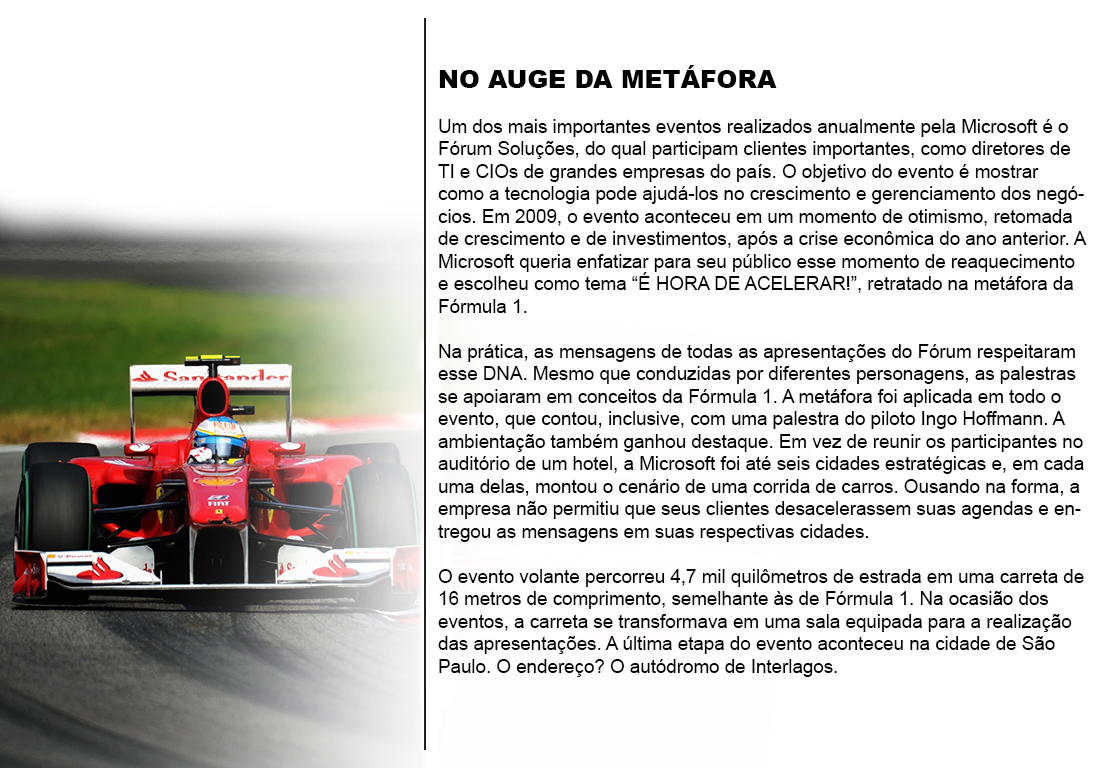 NO AUGE DA METÁFORA
Um dos mais importantes eventos realizados anualmente pela Microsoft é o
Fórum Soluções, do qual participam clientes importantes, como diretores de
TI e CIOs de grandes empresas do país. O objetivo do evento é mostrar
como a tecnologia pode ajudá-los no crescimento e gerenciamento dos negó-
cios. Em 2009, o evento aconteceu em um momento de otimismo, retomada
de crescimento e de investimentos, após a crise econômica do ano anterior. A
Microsoft queria enfatizar para seu público esse momento de reaquecimento
e escolheu como tema “É HORA DE ACELERAR!”, retratado na metáfora da
Fórmula 1.
Na prática, as mensagens de todas as apresentações do Fórum respeitaram
esse DNA. Mesmo que conduzidas por diferentes personagens, as palestras
se apoiaram em conceitos da Fórmula 1. A metáfora foi aplicada em todo o
evento, que contou, inclusive, com uma palestra do piloto Ingo Hoffmann. A
ambientação também ganhou destaque. Em vez de reunir os participantes no
auditório de um hotel, a Microsoft foi até seis cidades estratégicas e, em cada
uma delas, montou o cenário de uma corrida de carros. Ousando na forma, a
empresa não permitiu que seus clientes desacelerassem suas agendas e en-
tregou as mensagens em suas respectivas cidades.
O evento volante percorreu 4,7 mil quilômetros de estrada em uma carreta de
16 metros de comprimento, semelhante às de Fórmula 1. Na ocasião dos
eventos, a carreta se transformava em uma sala equipada para a realização
das apresentações. A última etapa do evento aconteceu na cidade de São
Paulo. O endereço? O autódromo de Interlagos.
Santander
FIAT
V-Power